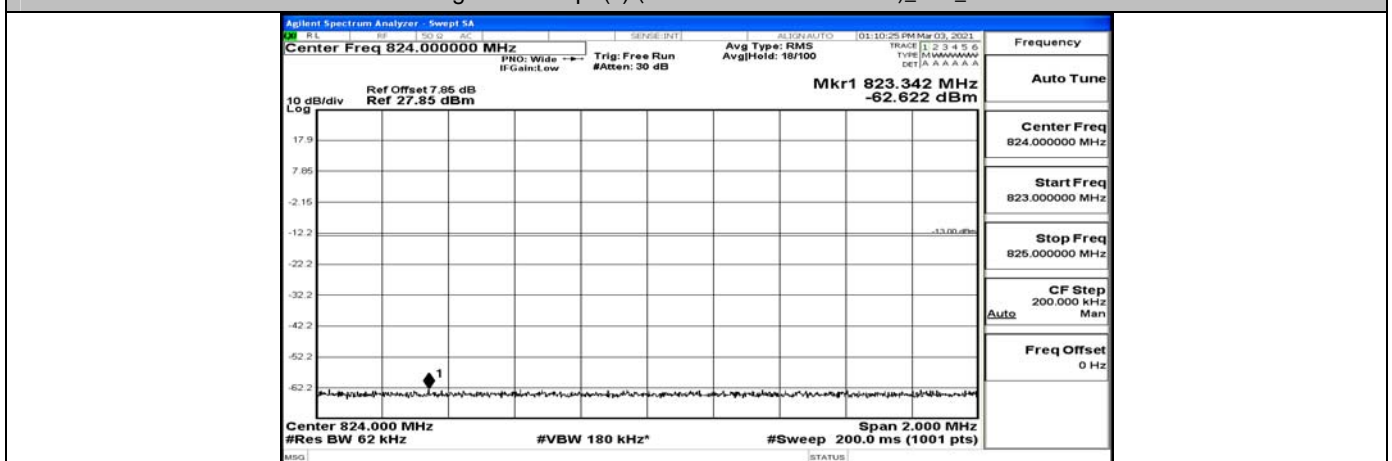 Agilent Spectrum Analyzer - Swept SA
RL RF 50 Ω AC SENSE:INT ALIGN AUTO 01:10:25 PM Mar 03, 2021
Center Freq 824.000000 MHz
PNO: Wide
IFGain:Low
Trig: Free Run
#Atten: 30 dB
Avg Type: RMS
Avg|Hold: 18/100
TRACE 1 2 3 4 5 6
TYPE MWWWWW
DET A A A A A A
Frequency
Mkr1 823.342 MHz
-62.622 dBm
Ref Offset 7.85 dB
Ref 27.85 dBm
10 dB/div
Log
17.9
7.85
-2.15
-12.2
-22.2
-32.2
-42.2
-52.2
-62.2
-13.00 dBm
1
Center 824.000 MHz
Span 2.000 MHz
#Res BW 62 kHz
#VBW 180 kHz*
#Sweep 200.0 ms (1001 pts)
MSG
STATUS
Auto Tune
Center Freq
824.000000 MHz
Start Freq
823.000000 MHz
Stop Freq
825.000000 MHz
CF Step
200.000 kHz
Auto Man
Freq Offset
0 Hz